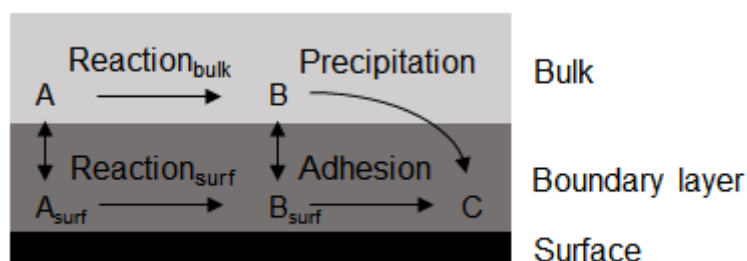 Reaction_bulk Precipitation
Bulk
A B
Reaction_surf Adhesion
Boundary layer
A_surf B_surf C
Surface